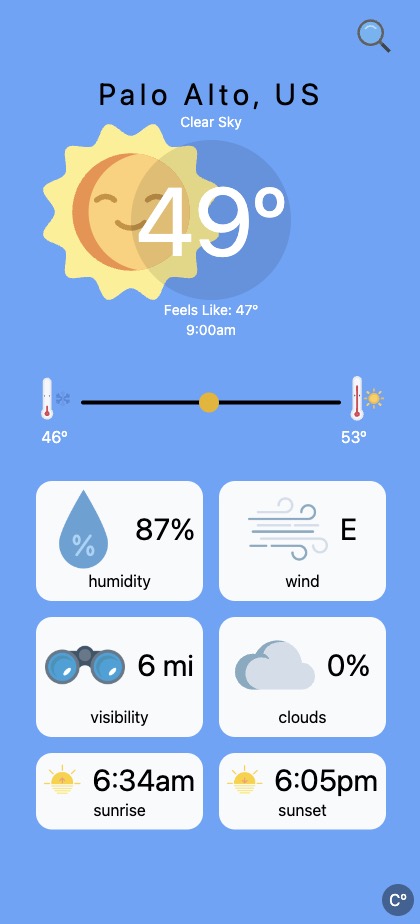 Palo Alto, US
Clear Sky
49°
Feels Like: 47°
9:00am
46°
53°
%
87%
humidity
E
wind
6 mi
visibility
0%
clouds
6:34am
sunrise
6:05pm
sunset
C°